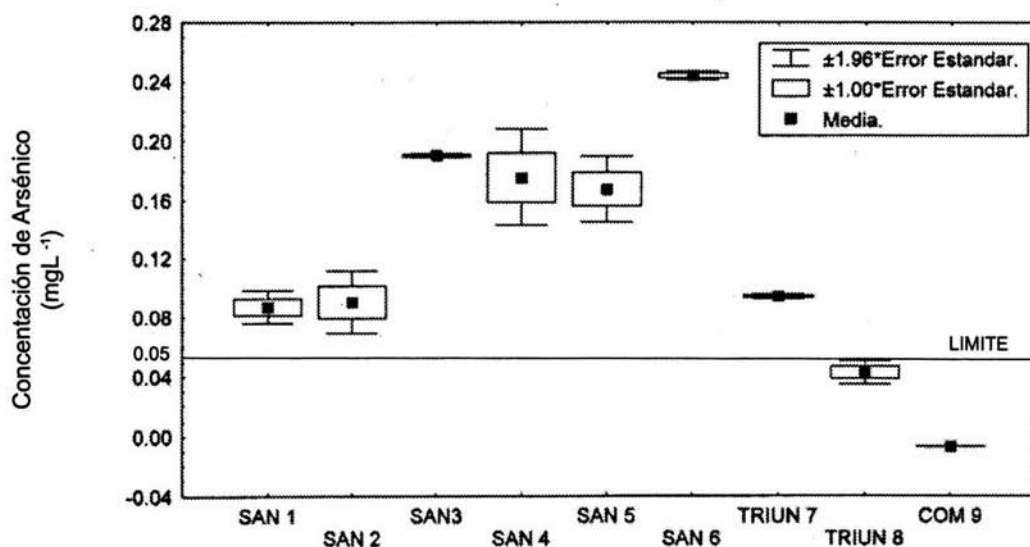 Concentación de Arsénico
(mgL⁻¹)
0.28
0.24
0.20
0.16
0.12
0.08
0.05
0.04
0.00
-0.04
±1.96*Error Estandar.
±1.00*Error Estandar.
Media.
LIMITE
SAN 1
SAN 2
SAN3
SAN 4
SAN 5
SAN 6
TRIUN 7
TRIUN 8
COM 9